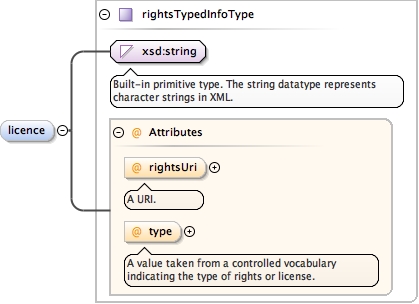 rightsTypedInfoType
xsd:string
Built-in primitive type. The string datatype represents
character strings in XML.
licence
@ Attributes
@ rightsUri
A URI.
@ type
A value taken from a controlled vocabulary
indicating the type of rights or license.